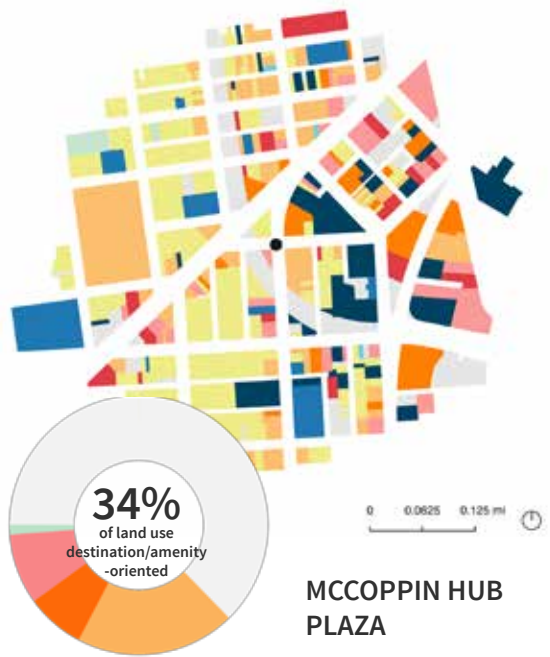 0 0.0625 0.125 mi
34%
of land use
destination/amenity
-oriented
MCCOPPIN HUB
PLAZA